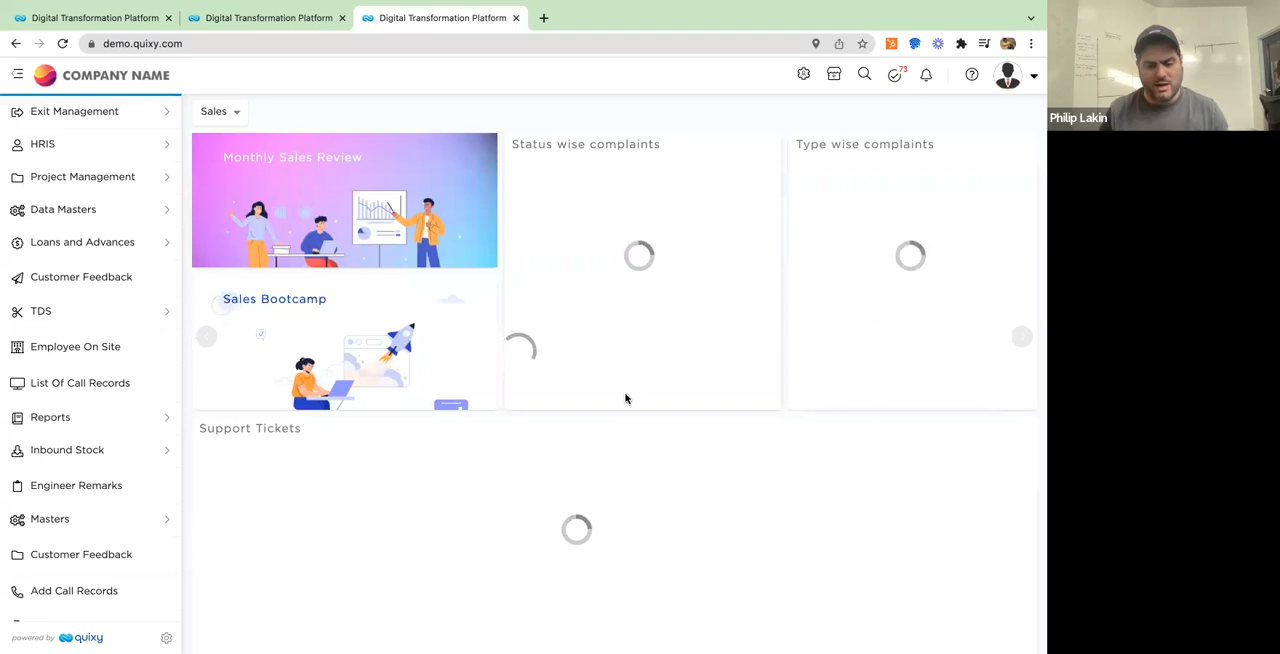 Digital Transformation Platform
Digital Transformation Platform
Digital Transformation Platform
demo.quixy.com
COMPANY NAME
73
Exit Management
HRIS
Project Management
Data Masters
Loans and Advances
Customer Feedback
TDS
Employee On Site
List Of Call Records
Reports
Inbound Stock
Engineer Remarks
Masters
Customer Feedback
Add Call Records
powered by quixy
Sales
Monthly Sales Review
Sales Bootcamp
Status wise complaints
Type wise complaints
Support Tickets
Philip Lakin